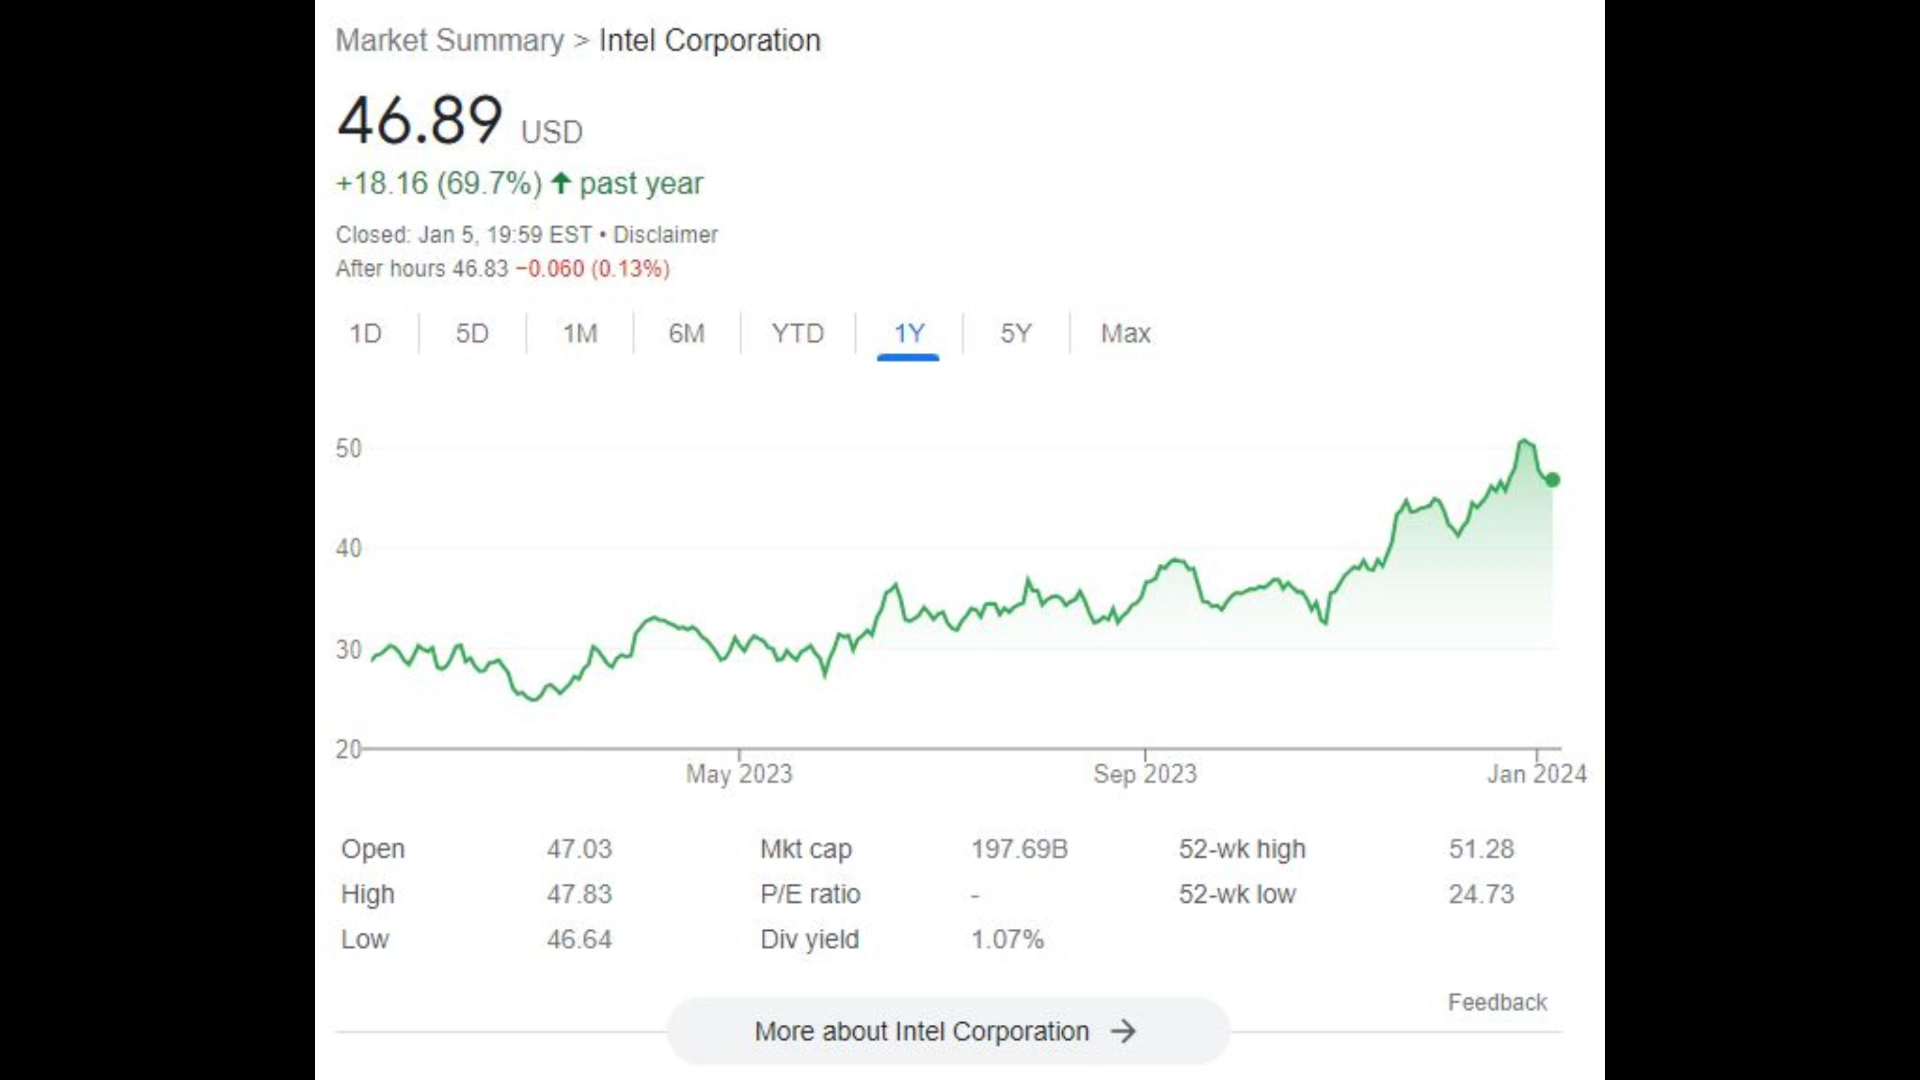 Market Summary > Intel Corporation
46.89 USD
+18.16 (69.7%) ↑ past year
Closed: Jan 5, 19:59 EST • Disclaimer
After hours 46.83 −0.060 (0.13%)
1D 5D 1M 6M YTD 1Y 5Y Max
50
40
30
20
May 2023 Sep 2023 Jan 2024
Open 47.03 Mkt cap 197.69B 52-wk high 51.28
High 47.83 P/E ratio - 52-wk low 24.73
Low 46.64 Div yield 1.07%
Feedback
More about Intel Corporation →